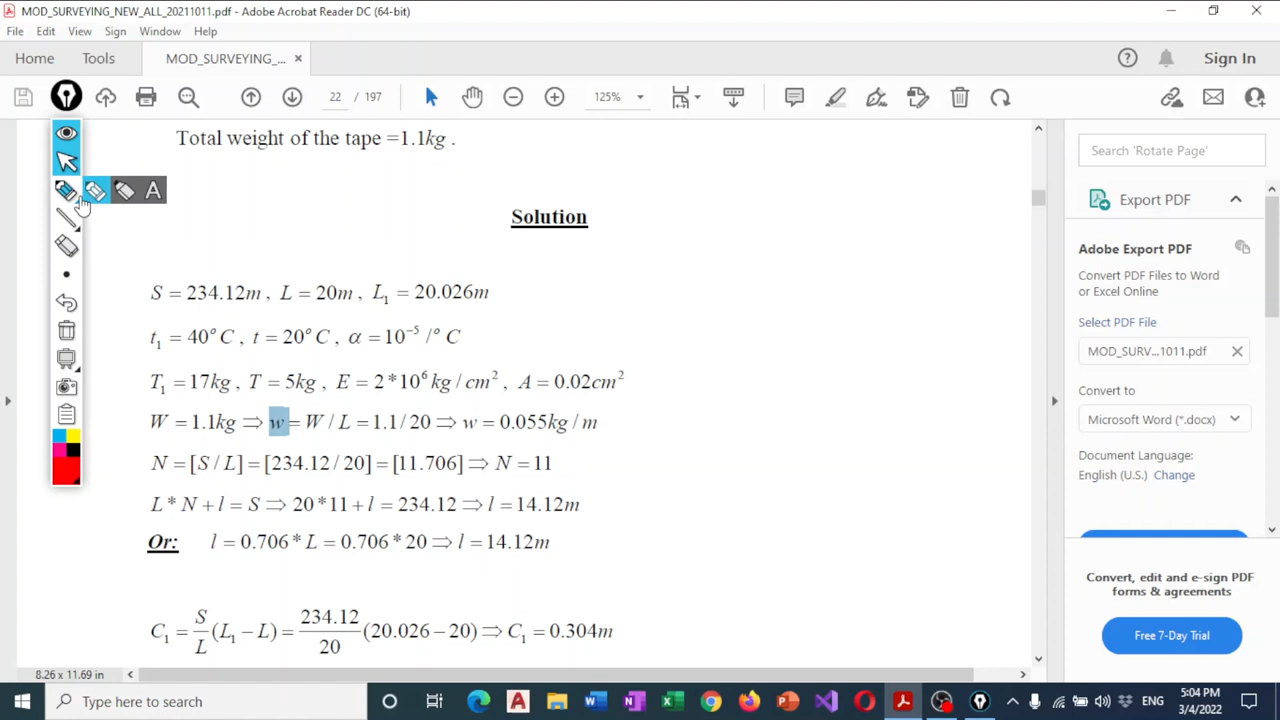 MOD_SURVEYING_NEW_ALL_20211011.pdf - Adobe Acrobat Reader DC (64-bit)
File Edit View Sign Window Help
Home Tools MOD_SURVEYING_... × Sign In
22 / 197 125%
Total weight of the tape =1.1kg .
Solution
S = 234.12m , L = 20m , L₁ = 20.026m
t₁ = 40° C , t = 20° C , α = 10⁻⁵ /° C
T₁ = 17kg , T = 5kg , E = 2*10⁶ kg / cm² , A = 0.02cm²
W = 1.1kg ⇒ w = W / L = 1.1/ 20 ⇒ w = 0.055kg / m
N = [S / L] = [234.12/ 20] = [11.706] ⇒ N = 11
L * N + l = S ⇒ 20*11+ l = 234.12 ⇒ l = 14.12m
Or: l = 0.706* L = 0.706* 20 ⇒ l = 14.12m
C₁ = S/L (L₁ − L) = 234.12/20 (20.026 − 20) ⇒ C₁ = 0.304m
8.26 x 11.69 in
A
Search 'Rotate Page'
Export PDF
Adobe Export PDF
Convert PDF Files to Word
or Excel Online
Select PDF File
MOD_SURV...1011.pdf
Convert to
Microsoft Word (*.docx)
Document Language:
English (U.S.) Change
Convert, edit and e-sign PDF
forms & agreements
Free 7-Day Trial
Type here to search
ENG
5:04 PM
3/4/2022